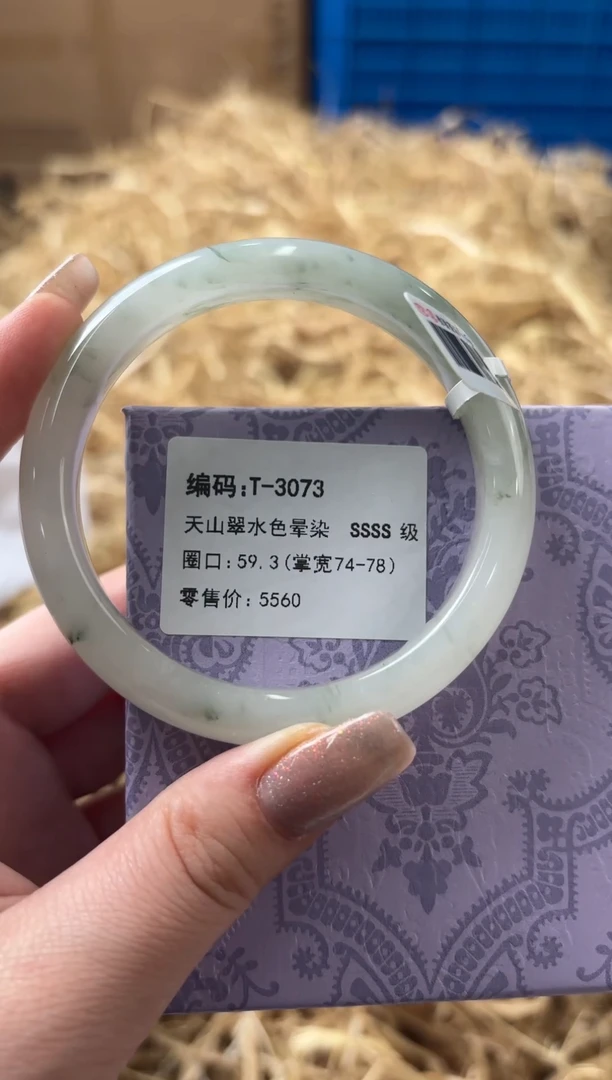 编码:T-3073
天山翠水色晕染 SSSS 级
圈口:59.3(掌宽74-78)
零售价:5560